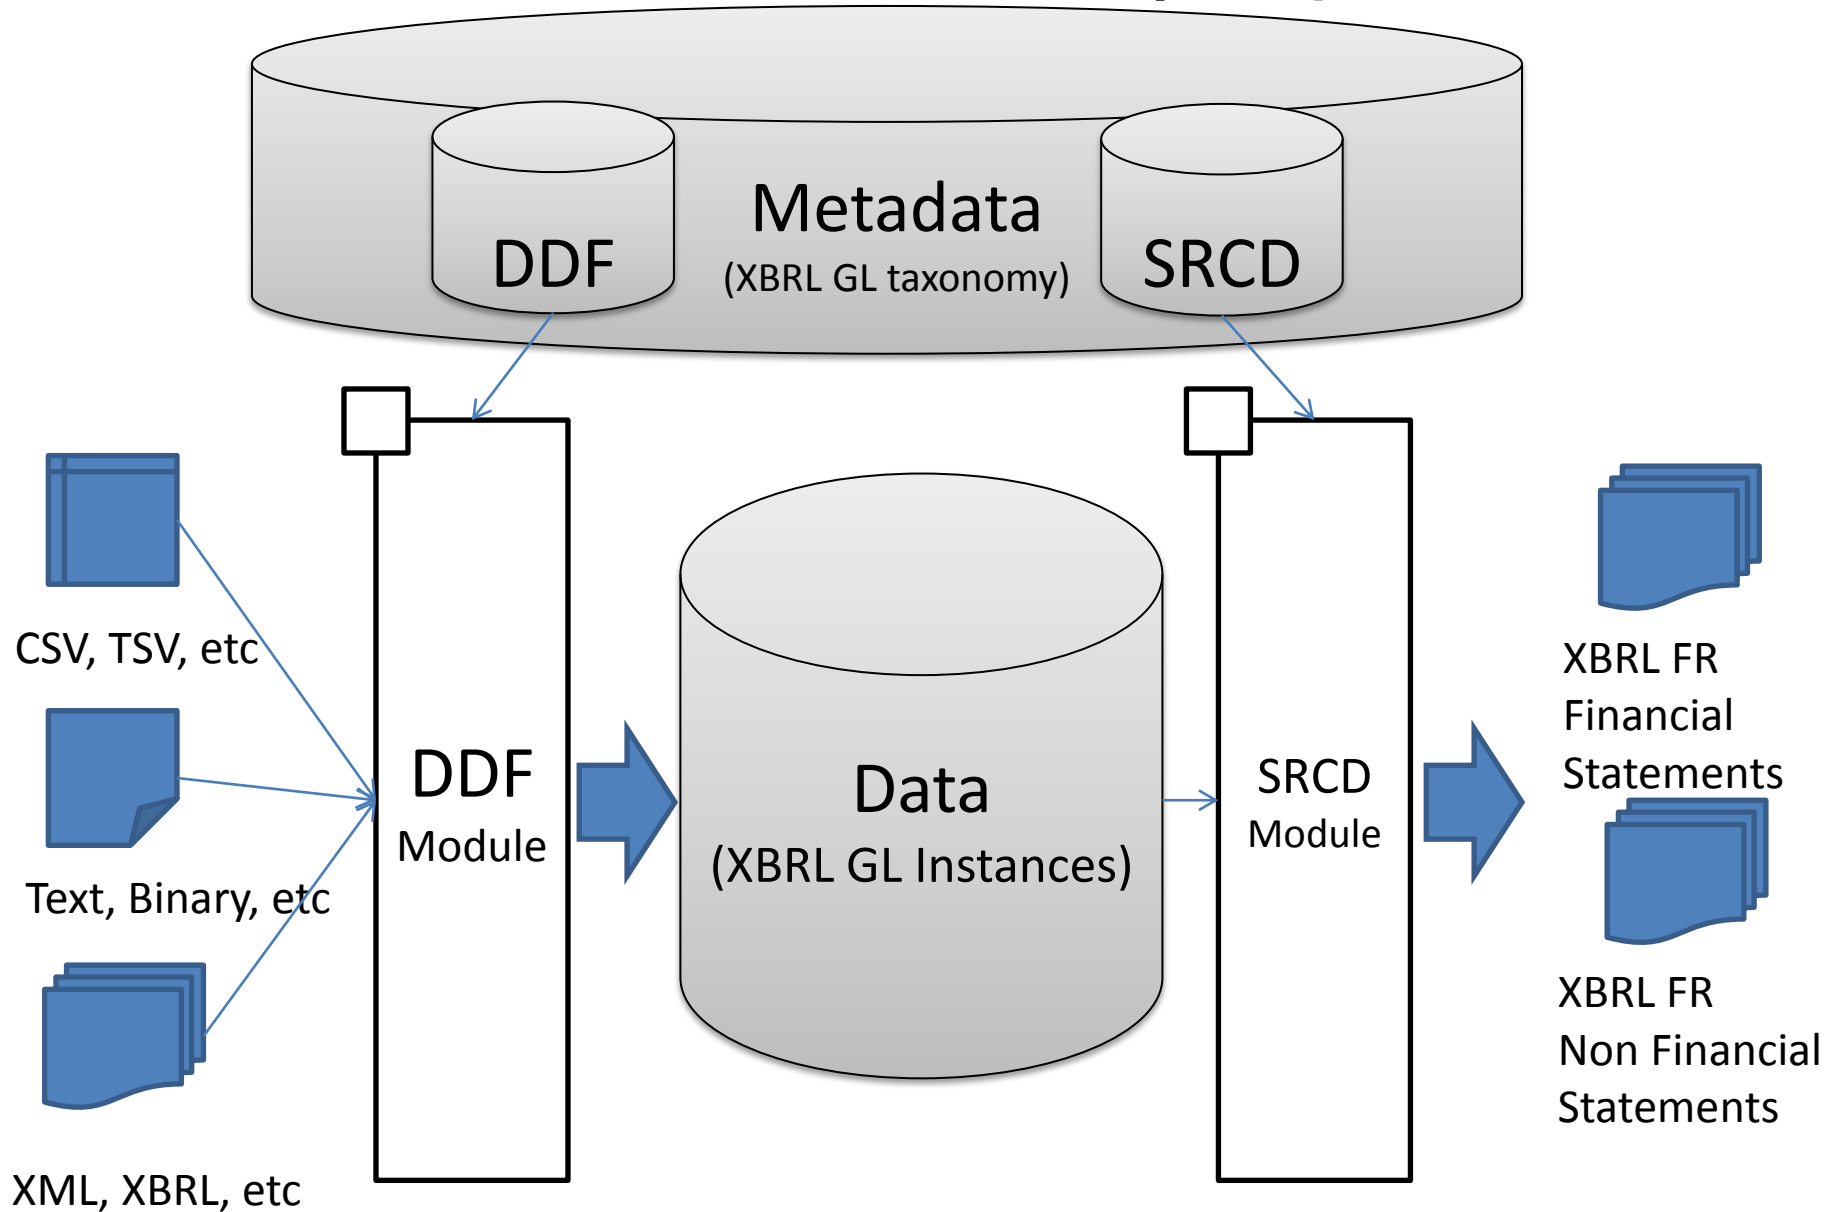 Metadata
(XBRL GL taxonomy)
DDF
SRCD
CSV, TSV, etc
Text, Binary, etc
XML, XBRL, etc
DDF
Module
Data
(XBRL GL Instances)
SRCD
Module
XBRL FR
Financial
Statements
XBRL FR
Non Financial
Statements